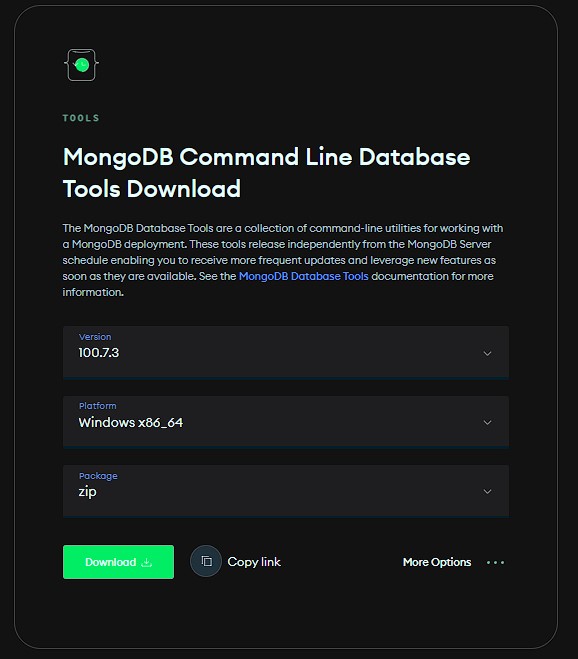 TOOLS
MongoDB Command Line Database
Tools Download
The MongoDB Database Tools are a collection of command-line utilities for working with
a MongoDB deployment. These tools release independently from the MongoDB Server
schedule enabling you to receive more frequent updates and leverage new features as
soon as they are available. See the MongoDB Database Tools documentation for more
information.
Version
100.7.3
Platform
Windows x86_64
Package
zip
Download Copy link More Options